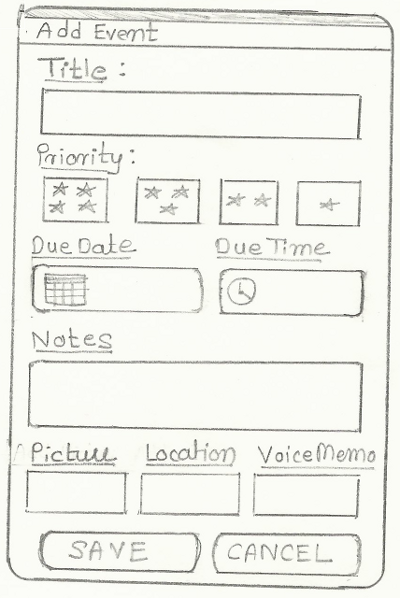 Add Event
Title :
Priority :
Due Date Due Time
Notes
Picture Location Voice Memo
SAVE CANCEL